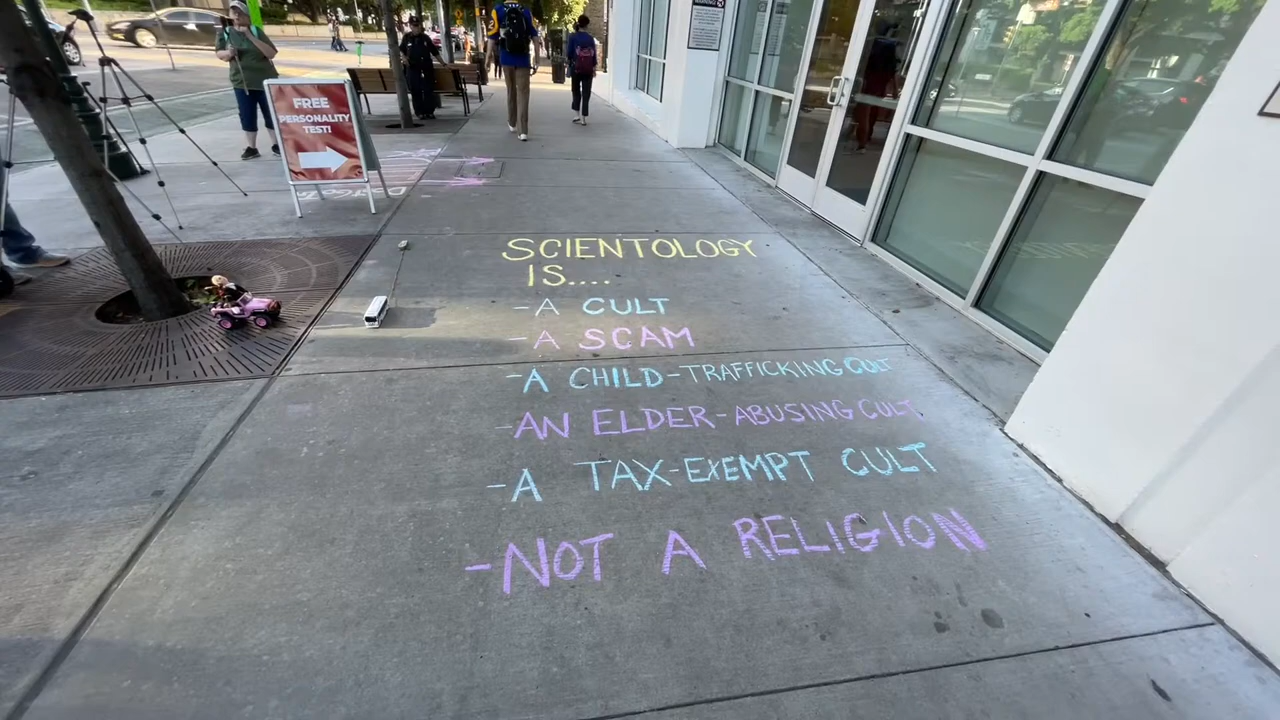 FREE
PERSONALITY
TEST!
SCIENTOLOGY
IS....
-A CULT
-A SCAM
-A CHILD-TRAFFICKING CULT
-AN ELDER-ABUSING CULT
-A TAX-EXEMPT CULT
-NOT A RELIGION